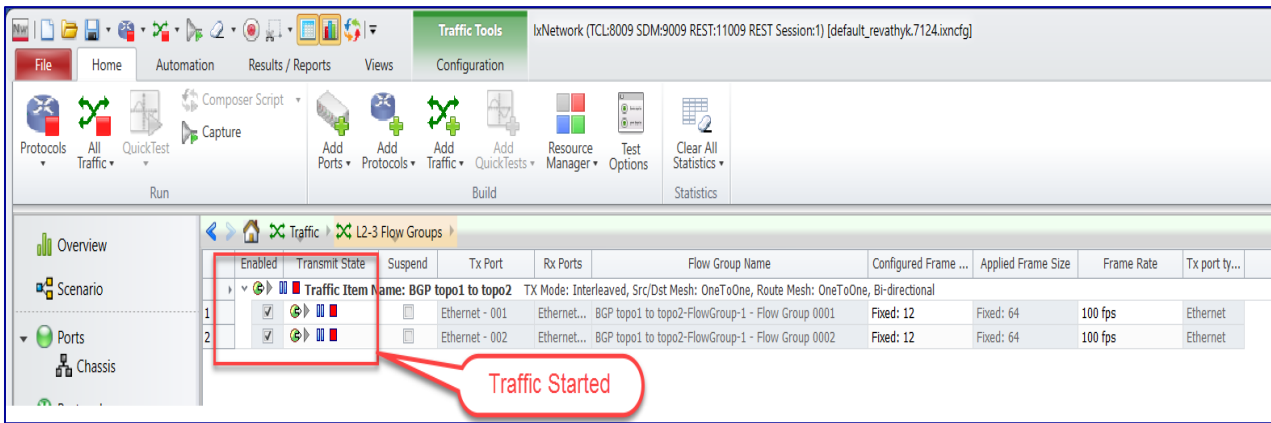 Nw
Traffic Tools
IxNetwork (TCL:8009 SDM:9009 REST:11009 REST Session:1) [default_revathyk.7124.ixncfg]
File Home Automation Results / Reports Views Configuration
Composer Script
Capture
Protocols All Traffic QuickTest Add Ports Add Protocols Add Traffic Add QuickTests Resource Manager Test Options Clear All Statistics
Run Build Statistics
Overview
Scenario
Ports
Chassis
Traffic L2-3 Flow Groups
Enabled Transmit State Suspend Tx Port Rx Ports Flow Group Name Configured Frame ... Applied Frame Size Frame Rate Tx port ty...
Traffic Item Name: BGP topo1 to topo2 TX Mode: Interleaved, Src/Dst Mesh: OneToOne, Route Mesh: OneToOne, Bi-directional
1 Ethernet - 001 Ethernet... BGP topo1 to topo2-FlowGroup-1 - Flow Group 0001 Fixed: 12 Fixed: 64 100 fps Ethernet
2 Ethernet - 002 Ethernet... BGP topo1 to topo2-FlowGroup-1 - Flow Group 0002 Fixed: 12 Fixed: 64 100 fps Ethernet
Traffic Started